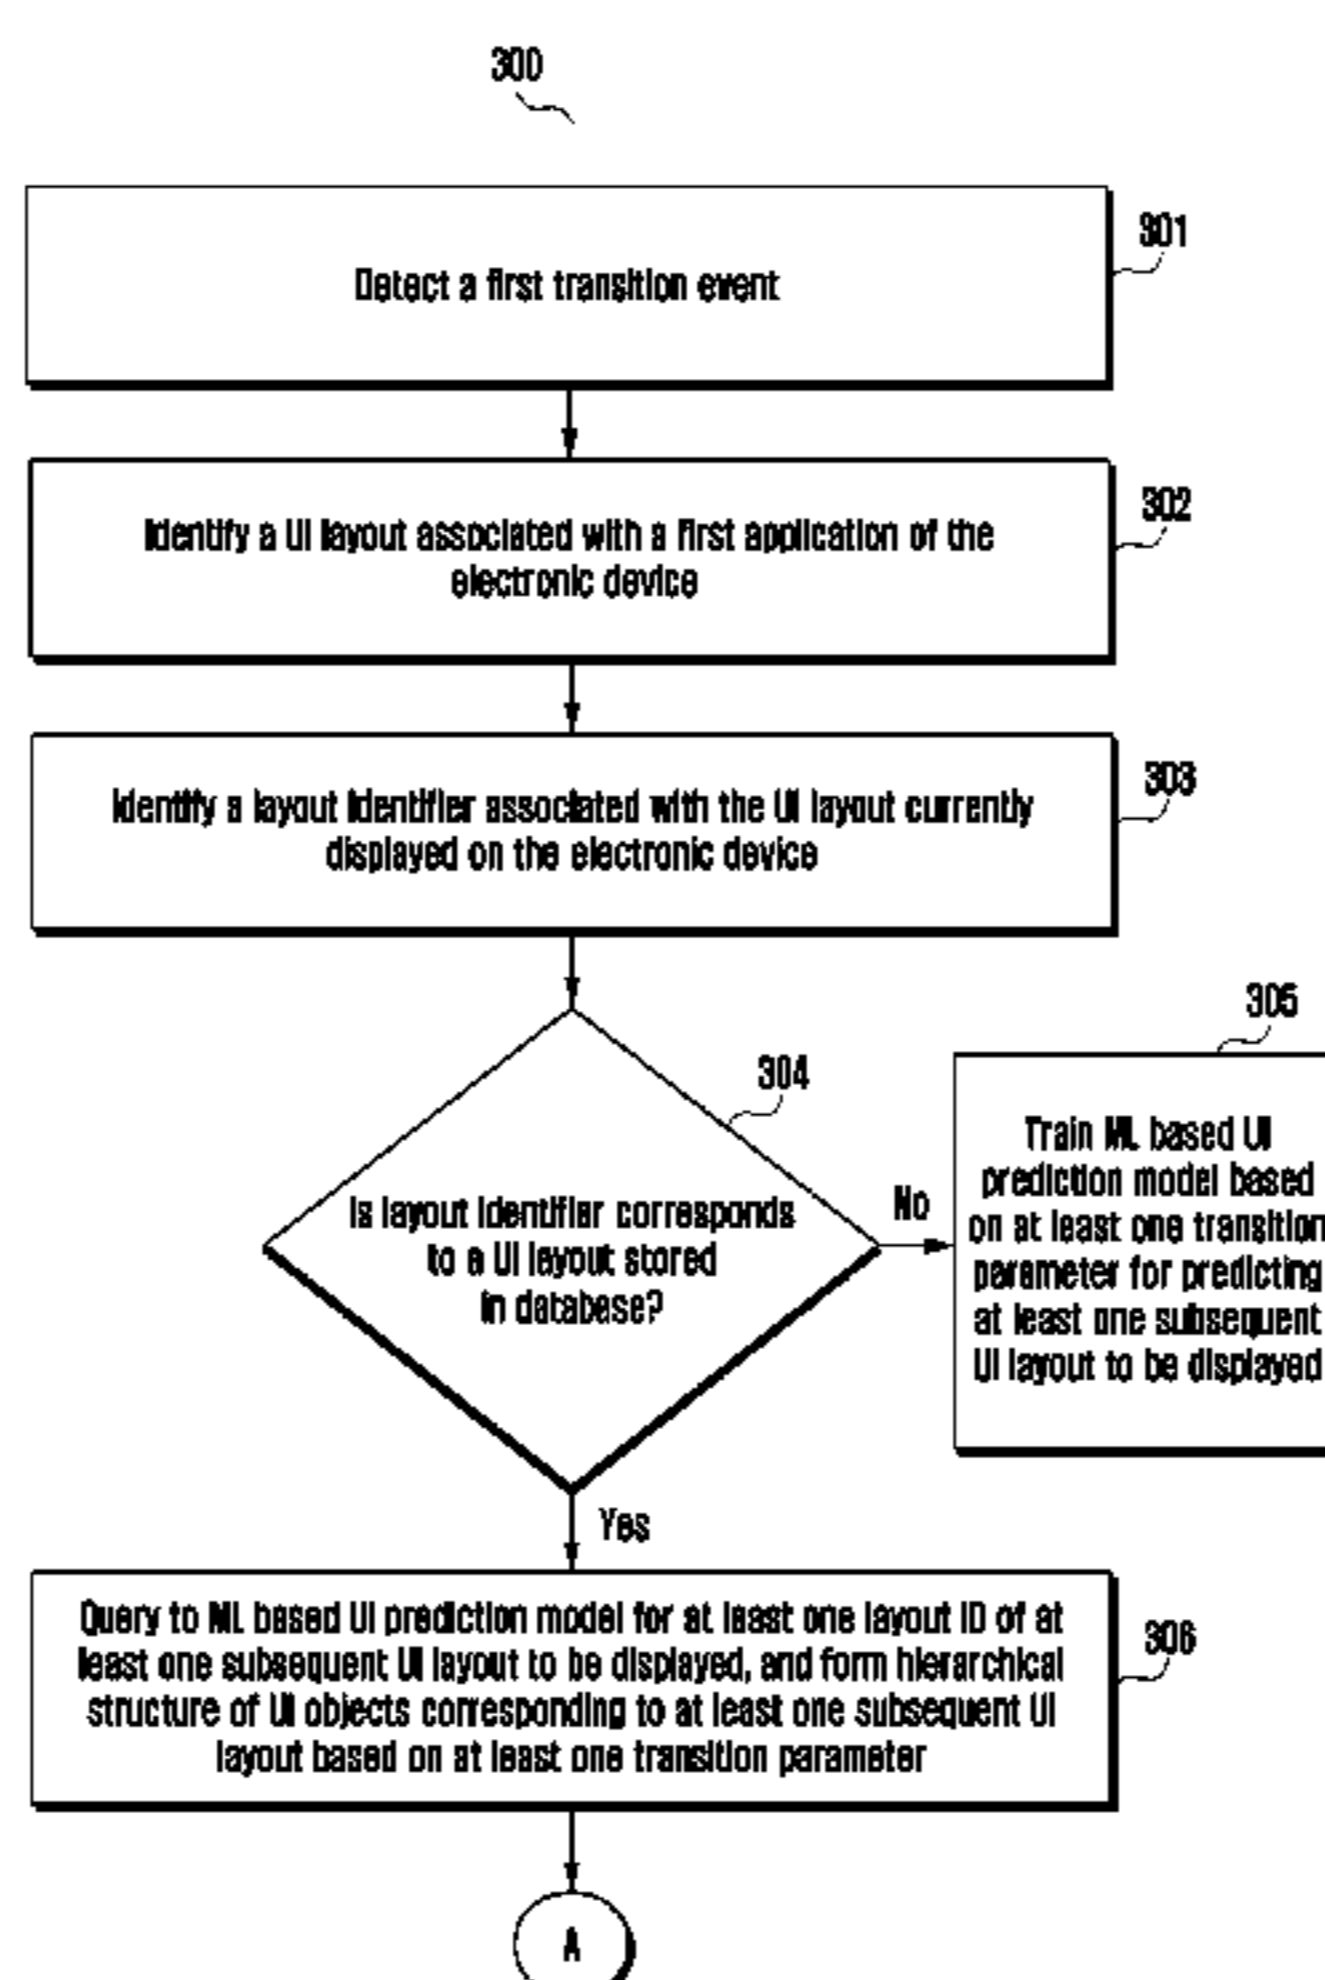 300
301
Detect a first transition event
302
Identify a UI layout associated with a first application of the
electronic device
303
Identify a layout identifier associated with the UI layout currently
displayed on the electronic device
305
304
Train ML based UI
prediction model based
on at least one transition
parameter for predicting
at least one subsequent
UI layout to be displayed
No
Is layout identifier corresponds
to a UI layout stored
in database?
Yes
306
Query to ML based UI prediction model for at least one layout ID of at
least one subsequent UI layout to be displayed, and form hierarchical
structure of UI objects corresponding to at least one subsequent UI
layout based on at least one transition parameter
A